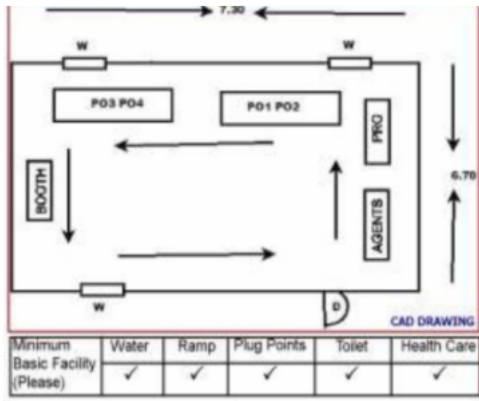 7.30
W
W
PO3 PO4
PO1 PO2
PRO
BOOTH
6.70
AGENTS
W
D
CAD DRAWING
Minimum Basic Facility (Please)
Water
Ramp
Plug Points
Toilet
Health Care
✓
✓
✓
✓
✓